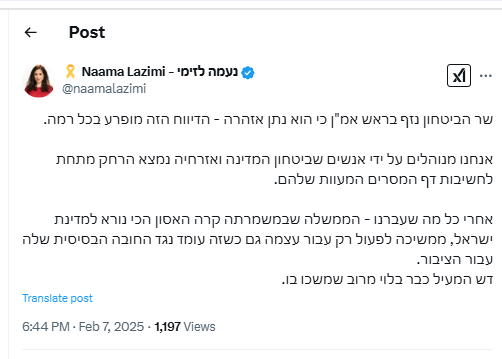 Post
🎗️ Naama Lazimi - נעמה לזימי
@naamalazimi
שר הביטחון נזף בראש אמ"ן כי הוא נתן אזהרה - הדיווח הזה מופרע בכל רמה.
אנחנו מנוהלים על ידי אנשים שביטחון המדינה ואזרחיה נמצא הרחק מתחת
לחשיבות דף המסרים המעוות שלהם.
אחרי כל מה שעברנו - הממשלה שבמשמרתה קרה האסון הכי נורא למדינת
ישראל, ממשיכה לפעול רק עבור עצמה גם כשזה עומד נגד החובה הבסיסית שלה
עבור הציבור.
דש המעיל כבר בלוי מרוב שמשכו בו.
Translate post
6:44 PM · Feb 7, 2025 · 1,197 Views